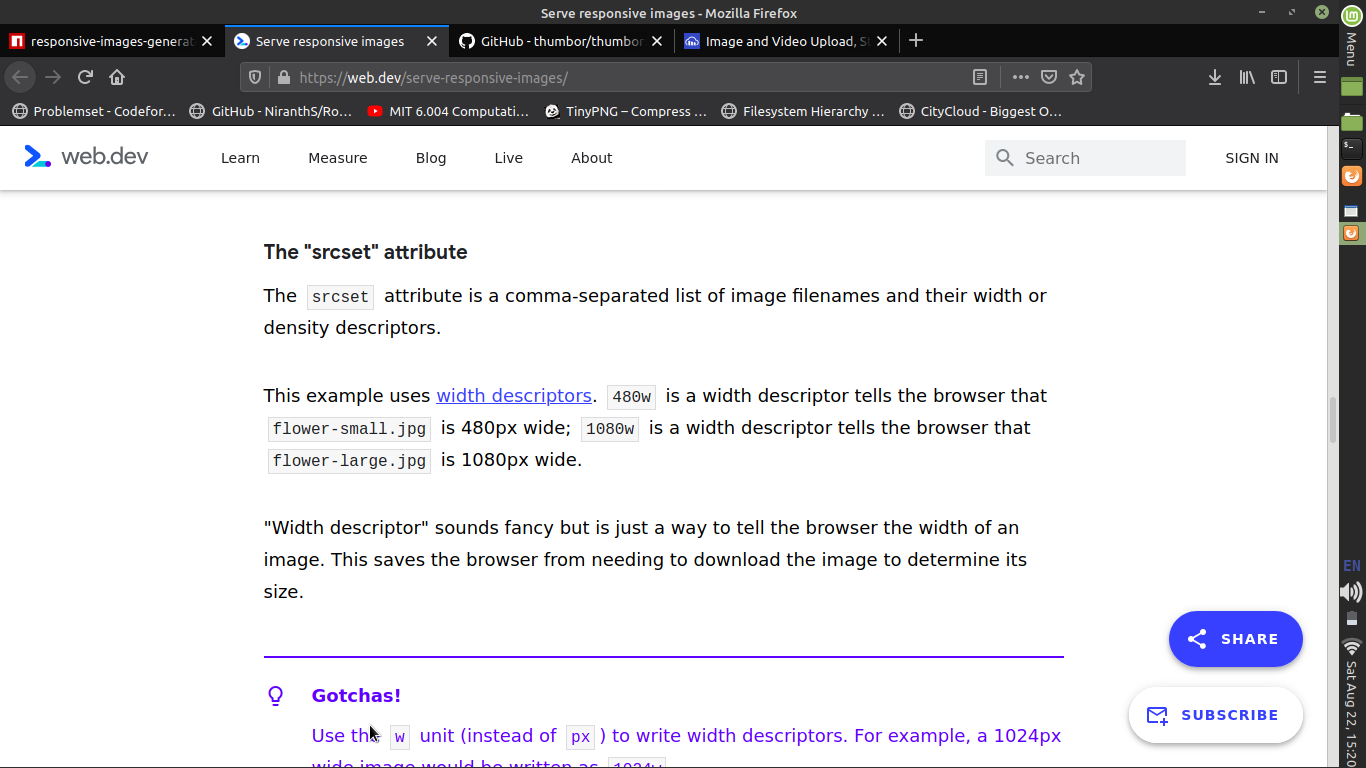 Serve responsive images - Mozilla Firefox
responsive-images-generat
Serve responsive images
GitHub - thumbor/thumbor
Image and Video Upload, S
Menu
https://web.dev/serve-responsive-images/
Problemset - Codefor...
GitHub - NiranthS/Ro...
MIT 6.004 Computati...
TinyPNG – Compress ...
Filesystem Hierarchy ...
CityCloud - Biggest O...
web.dev
Learn
Measure
Blog
Live
About
Search
SIGN IN
The "srcset" attribute
The srcset attribute is a comma-separated list of image filenames and their width or
density descriptors.
This example uses width descriptors. 480w is a width descriptor tells the browser that
flower-small.jpg is 480px wide; 1080w is a width descriptor tells the browser that
flower-large.jpg is 1080px wide.
"Width descriptor" sounds fancy but is just a way to tell the browser the width of an
image. This saves the browser from needing to download the image to determine its
size.
SHARE
Gotchas!
SUBSCRIBE
Use the w unit (instead of px ) to write width descriptors. For example, a 1024px
wide image would be written as 1024w
EN
Sat Aug 22, 15:20